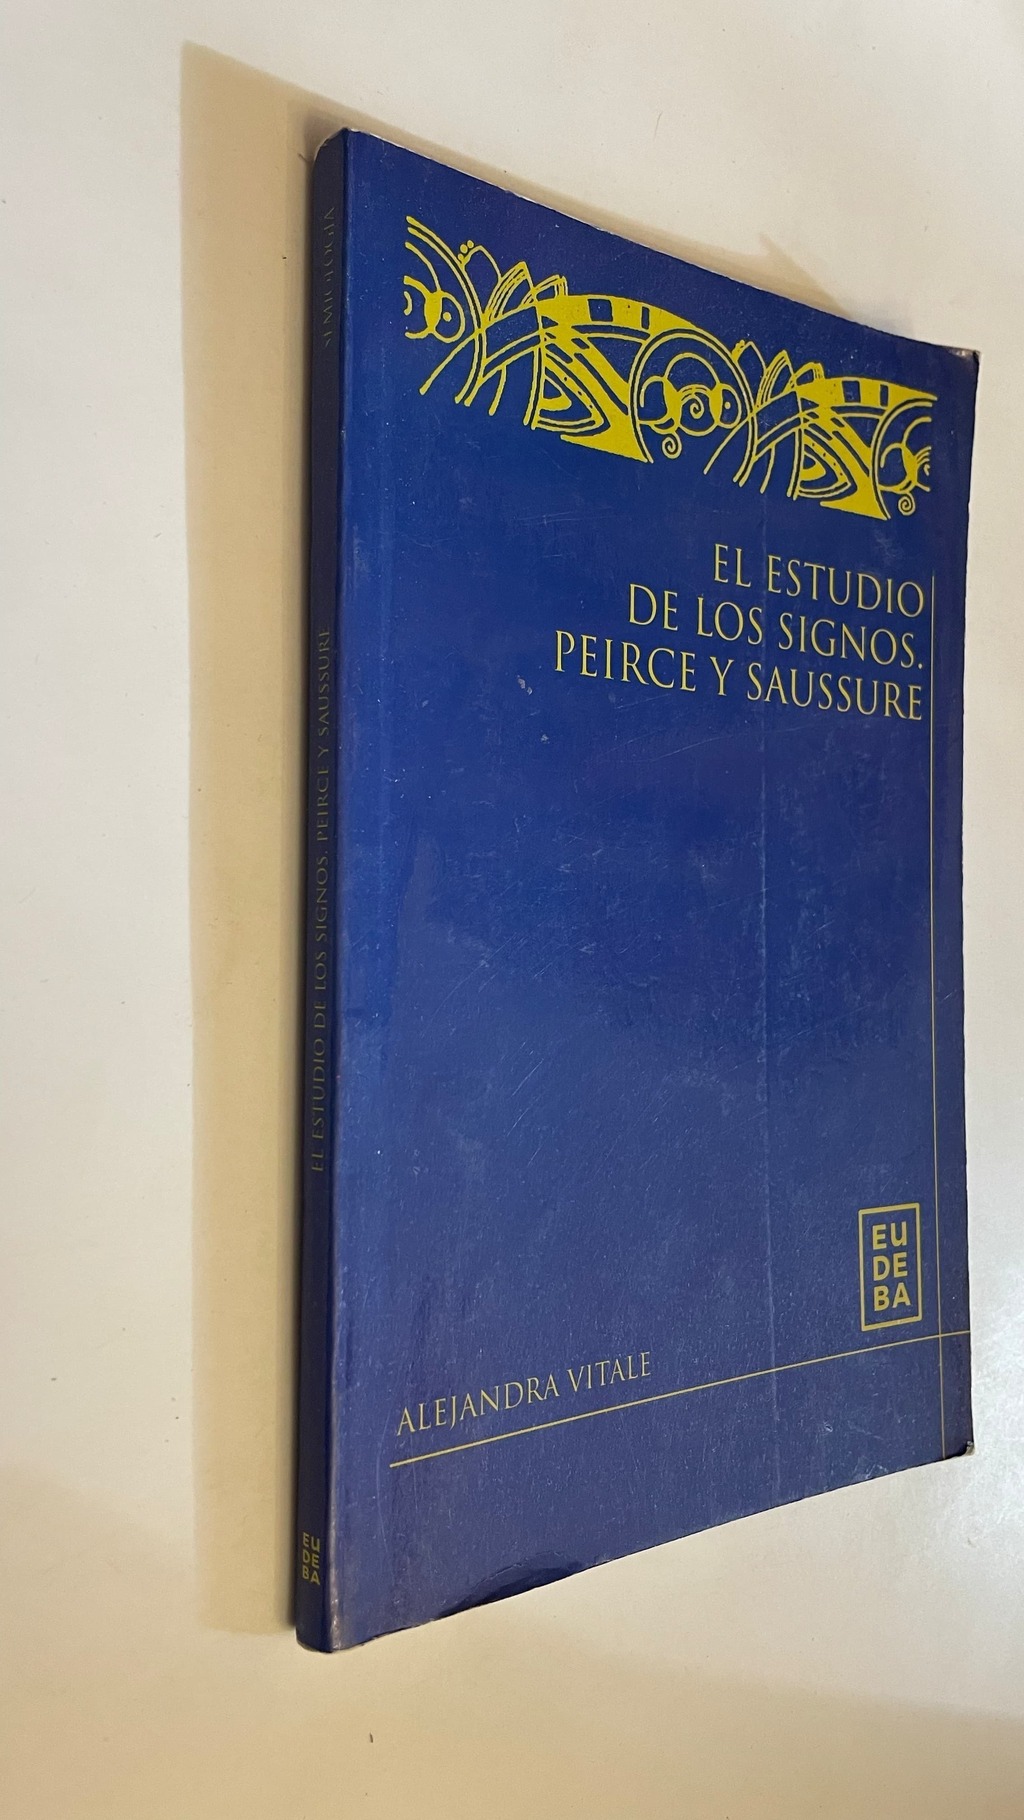 EL ESTUDIO
DE LOS SIGNOS.
PEIRCE Y SAUSSURE
EU
DE
BA
ALEJANDRA VITALE
SEMIOLOGÍA
EL ESTUDIO DE LOS SIGNOS. PEIRCE Y SAUSSURE
EU
DE
BA